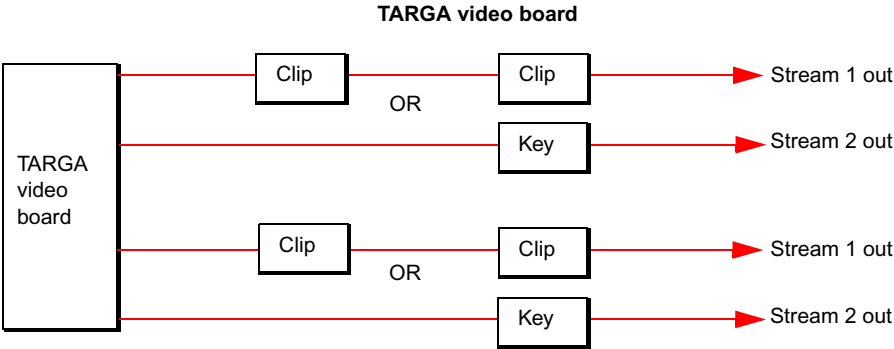 TARGA video board
Clip
Clip
Stream 1 out
OR
Key
Stream 2 out
TARGA
video
board
Clip
Clip
Stream 1 out
OR
Key
Stream 2 out